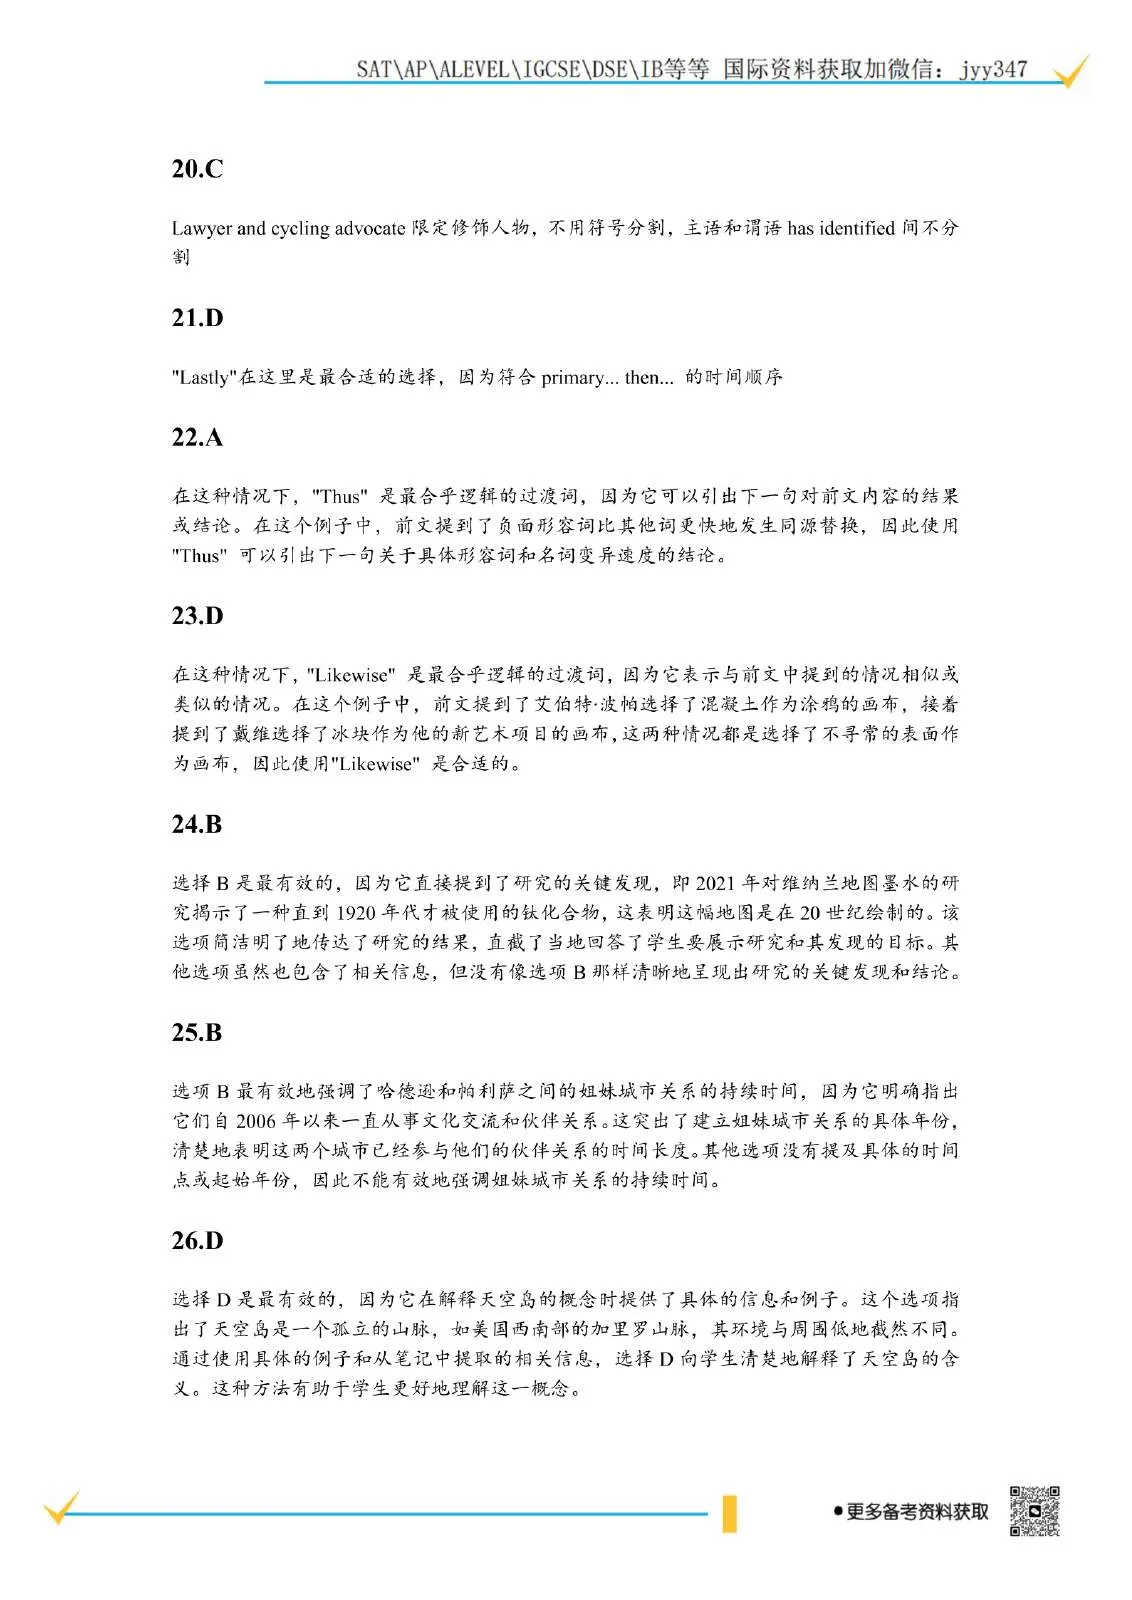 SAT\AP\ALEVEL\IGCSE\DSE\IB等等 国际资料获取加微信：jyy347
20.C
Lawyer and cycling advocate 限定修饰人物，不用符号分割，主语和谓语 has identified 间不分
割
21.D
"Lastly"在这里是最合适的选择，因为符合 primary... then... 的时间顺序
22.A
在这种情况下，"Thus" 是最合乎逻辑的过渡词，因为它可以引出下一句对前文内容的结果
或结论。在这个例子中，前文提到了负面形容词比其他词更快地发生同源替换，因此使用
"Thus" 可以引出下一句关于具体形容词和名词变异速度的结论。
23.D
在这种情况下，"Likewise" 是最合乎逻辑的过渡词，因为它表示与前文中提到的情况相似或
类似的情况。在这个例子中，前文提到了艾伯特·波帕选择了混凝土作为涂鸦的画布，接着
提到了戴维选择了冰块作为他的新艺术项目的画布，这两种情况都是选择了不寻常的表面作
为画布，因此使用"Likewise" 是合适的。
24.B
选择 B 是最有效的，因为它直接提到了研究的关键发现，即 2021 年对维纳兰地图墨水的研
究揭示了一种直到 1920 年代才被使用的钛化合物，这表明这幅地图是在 20 世纪绘制的。该
选项简洁明了地传达了研究的结果，直截了当地回答了学生要展示研究和其发现的目标。其
他选项虽然也包含了相关信息，但没有像选项 B 那样清晰地呈现出研究的关键发现和结论。
25.B
选项 B 最有效地强调了哈德逊和帕利萨之间的姐妹城市关系的持续时间，因为它明确指出
它们自 2006 年以来一直从事文化交流和伙伴关系。这突出了建立姐妹城市关系的具体年份，
清楚地表明这两个城市已经参与他们的伙伴关系的时间长度。其他选项没有提及具体的时间
点或起始年份，因此不能有效地强调姐妹城市关系的持续时间。
26.D
选择 D 是最有效的，因为它在解释天空岛的概念时提供了具体的信息和例子。这个选项指
出了天空岛是一个孤立的山脉，如美国西南部的加里罗山脉，其环境与周围低地截然不同。
通过使用具体的例子和从笔记中提取的相关信息，选择 D 向学生清楚地解释了天空岛的含
义。这种方法有助于学生更好地理解这一概念。
•更多备考资料获取